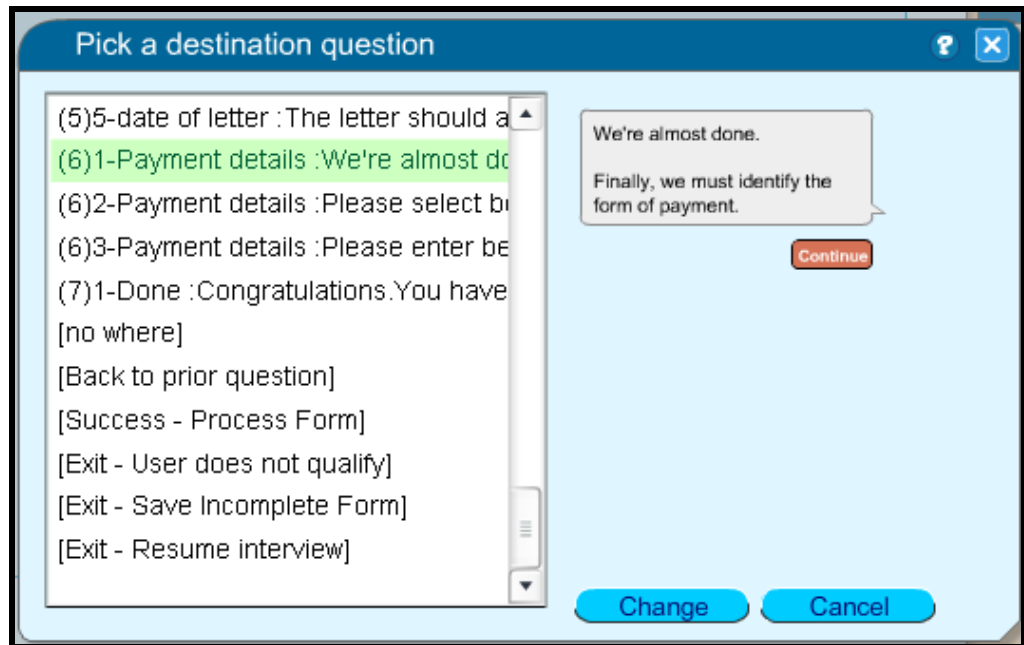 Pick a destination question
?
(5)5-date of letter :The letter should a
(6)1-Payment details :We're almost do
(6)2-Payment details :Please select b
(6)3-Payment details :Please enter be
(7)1-Done :Congratulations.You have
[no where]
[Back to prior question]
[Success - Process Form]
[Exit - User does not qualify]
[Exit - Save Incomplete Form]
[Exit - Resume interview]
We're almost done.
Finally, we must identify the
form of payment.
Continue
Change
Cancel